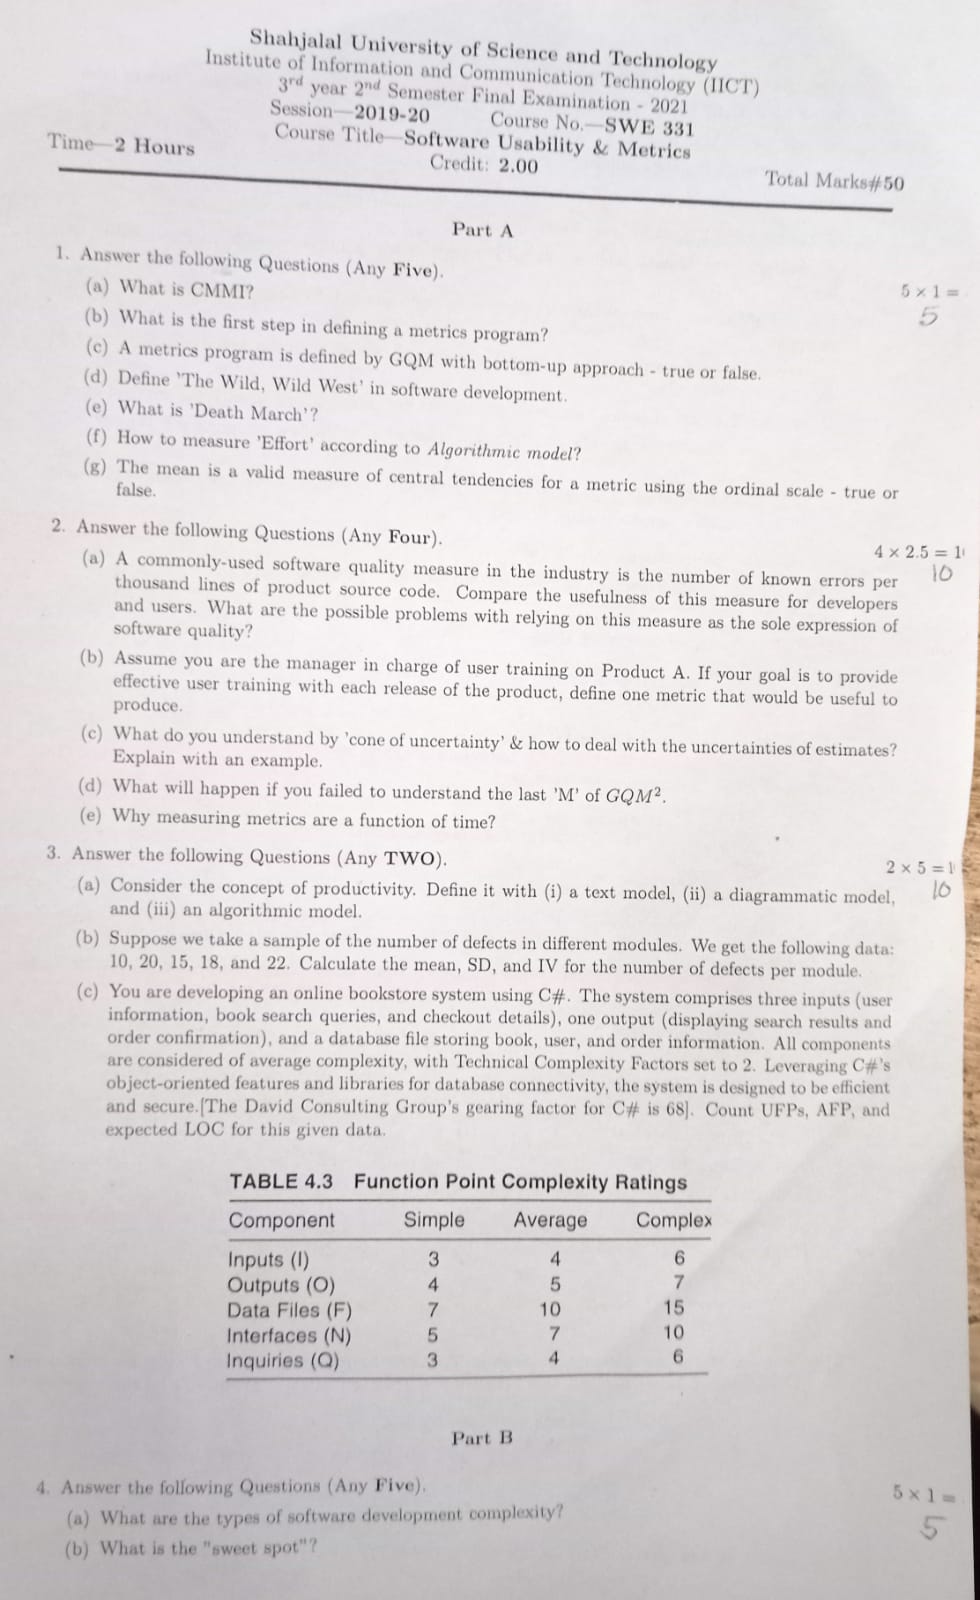 Shahjalal University of Science and Technology
Institute of Information and Communication Technology (IICT)
3rd year 2nd Semester Final Examination - 2021
Session—2019-20 Course No.—SWE 331
Course Title—Software Usability & Metrics
Time—2 Hours
Credit: 2.00
Total Marks#50
Part A
1. Answer the following Questions (Any Five).
5 × 1 =
5
(a) What is CMMI?
(b) What is the first step in defining a metrics program?
(c) A metrics program is defined by GQM with bottom-up approach - true or false.
(d) Define 'The Wild, Wild West' in software development.
(e) What is 'Death March'?
(f) How to measure 'Effort' according to Algorithmic model?
(g) The mean is a valid measure of central tendencies for a metric using the ordinal scale - true or
false.
2. Answer the following Questions (Any Four).
4 × 2.5 = 1
10
(a) A commonly-used software quality measure in the industry is the number of known errors per
thousand lines of product source code. Compare the usefulness of this measure for developers
and users. What are the possible problems with relying on this measure as the sole expression of
software quality?
(b) Assume you are the manager in charge of user training on Product A. If your goal is to provide
effective user training with each release of the product, define one metric that would be useful to
produce.
(c) What do you understand by 'cone of uncertainty' & how to deal with the uncertainties of estimates?
Explain with an example.
(d) What will happen if you failed to understand the last 'M' of GQM².
(e) Why measuring metrics are a function of time?
3. Answer the following Questions (Any TWO).
2 × 5 = 1
10
(a) Consider the concept of productivity. Define it with (i) a text model, (ii) a diagrammatic model,
and (iii) an algorithmic model.
(b) Suppose we take a sample of the number of defects in different modules. We get the following data:
10, 20, 15, 18, and 22. Calculate the mean, SD, and IV for the number of defects per module.
(c) You are developing an online bookstore system using C#. The system comprises three inputs (user
information, book search queries, and checkout details), one output (displaying search results and
order confirmation), and a database file storing book, user, and order information. All components
are considered of average complexity, with Technical Complexity Factors set to 2. Leveraging C#'s
object-oriented features and libraries for database connectivity, the system is designed to be efficient
and secure.[The David Consulting Group's gearing factor for C# is 68]. Count UFPs, AFP, and
expected LOC for this given data.
TABLE 4.3 Function Point Complexity Ratings
Component Simple Average Complex
Inputs (I) 3 4 6
Outputs (O) 4 5 7
Data Files (F) 7 10 15
Interfaces (N) 5 7 10
Inquiries (Q) 3 4 6
Part B
4. Answer the following Questions (Any Five).
5 × 1 =
5
(a) What are the types of software development complexity?
(b) What is the "sweet spot"?